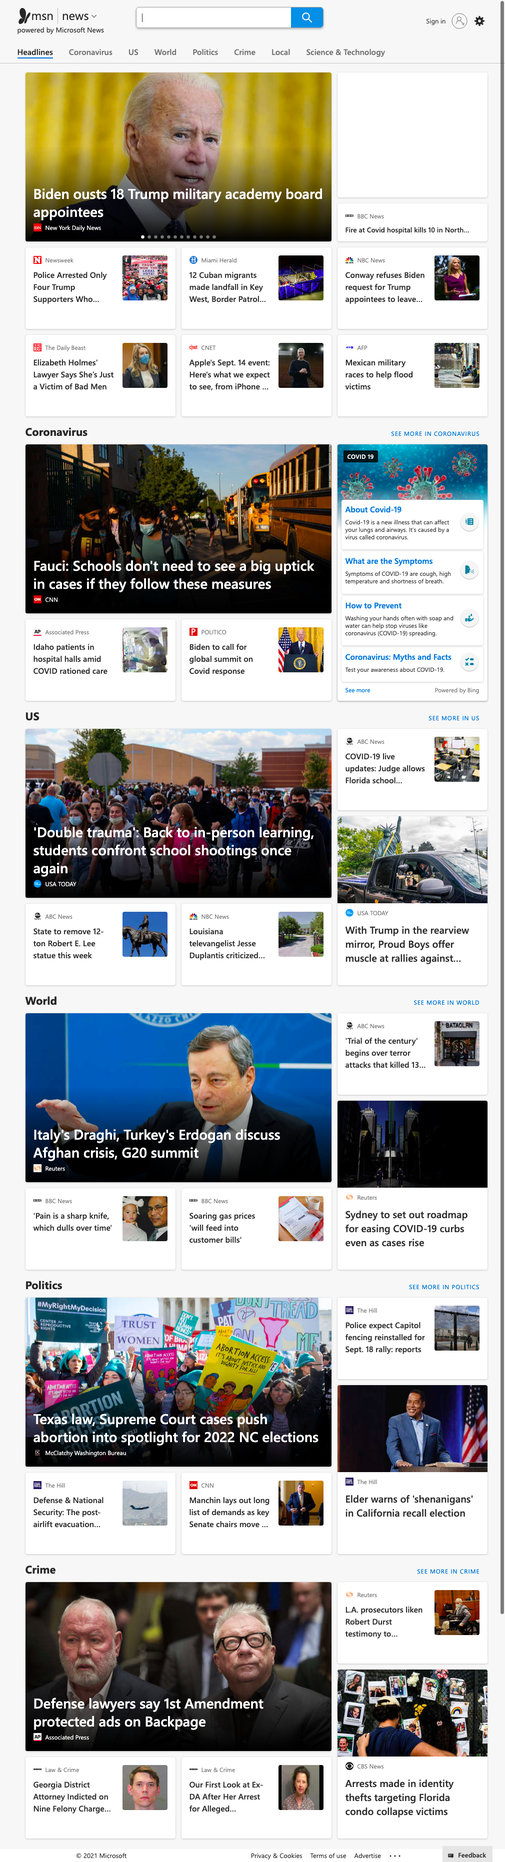 msn | news
powered by Microsoft News
Sign in
Headlines Coronavirus US World Politics Crime Local Science & Technology
Biden ousts 18 Trump military academy board
appointees
New York Daily News
BBC News
Fire at Covid hospital kills 10 in North...
Newsweek
Police Arrested Only
Four Trump
Supporters Who...
Miami Herald
12 Cuban migrants
made landfall in Key
West, Border Patrol...
NBC News
Conway refuses Biden
request for Trump
appointees to leave...
The Daily Beast
Elizabeth Holmes'
Lawyer Says She's Just
a Victim of Bad Men
CNET
Apple's Sept. 14 event:
Here's what we expect
to see, from iPhone ...
AFP
Mexican military
races to help flood
victims
Coronavirus
SEE MORE IN CORONAVIRUS
Fauci: Schools don't need to see a big uptick
in cases if they follow these measures
CNN
COVID 19
About Covid-19
Covid-19 is a new illness that can affect
your lungs and airways. It's caused by a
virus called coronavirus.
What are the Symptoms
Symptoms of COVID-19 are cough, high
temperature and shortness of breath.
How to Prevent
Washing your hands often with soap and
water can help stop viruses like
coronavirus (COVID-19) spreading.
Coronavirus: Myths and Facts
Test your awareness about COVID-19.
See more
Powered by Bing
Associated Press
Idaho patients in
hospital halls amid
COVID rationed care
POLITICO
Biden to call for
global summit on
Covid response
US
SEE MORE IN US
'Double trauma': Back to in-person learning,
students confront school shootings once
again
USA TODAY
ABC News
COVID-19 live
updates: Judge allows
Florida school...
USA TODAY
With Trump in the rearview
mirror, Proud Boys offer
muscle at rallies against...
ABC News
State to remove 12-
ton Robert E. Lee
statue this week
NBC News
Louisiana
televangelist Jesse
Duplantis criticized...
World
SEE MORE IN WORLD
Italy's Draghi, Turkey's Erdogan discuss
Afghan crisis, G20 summit
Reuters
ABC News
'Trial of the century'
begins over terror
attacks that killed 13...
BATACLAN
Reuters
Sydney to set out roadmap
for easing COVID-19 curbs
even as cases rise
BBC News
'Pain is a sharp knife,
which dulls over time'
BBC News
Soaring gas prices
'will feed into
customer bills'
Politics
SEE MORE IN POLITICS
#MyRightMyDecision
CENTER for
REPRODUCTIVE
RIGHTS
TRUST
WOMEN
DON'T TREAD
ME
ABORTION ACCESS
ABORTION
Texas law, Supreme Court cases push
abortion into spotlight for 2022 NC elections
McClatchy Washington Bureau
The Hill
Police expect Capitol
fencing reinstalled for
Sept. 18 rally: reports
The Hill
Elder warns of 'shenanigans'
in California recall election
The Hill
Defense & National
Security: The post-
airlift evacuation...
CNN
Manchin lays out long
list of demands as key
Senate chairs move ...
Crime
SEE MORE IN CRIME
Defense lawyers say 1st Amendment
protected ads on Backpage
Associated Press
Reuters
L.A. prosecutors liken
Robert Durst
testimony to...
CBS News
Arrests made in identity
thefts targeting Florida
condo collapse victims
Law & Crime
Georgia District
Attorney Indicted on
Nine Felony Charge...
Law & Crime
Our First Look at Ex-
DA After Her Arrest
for Alleged...
© 2021 Microsoft
Privacy & Cookies Terms of use Advertise ...
Feedback